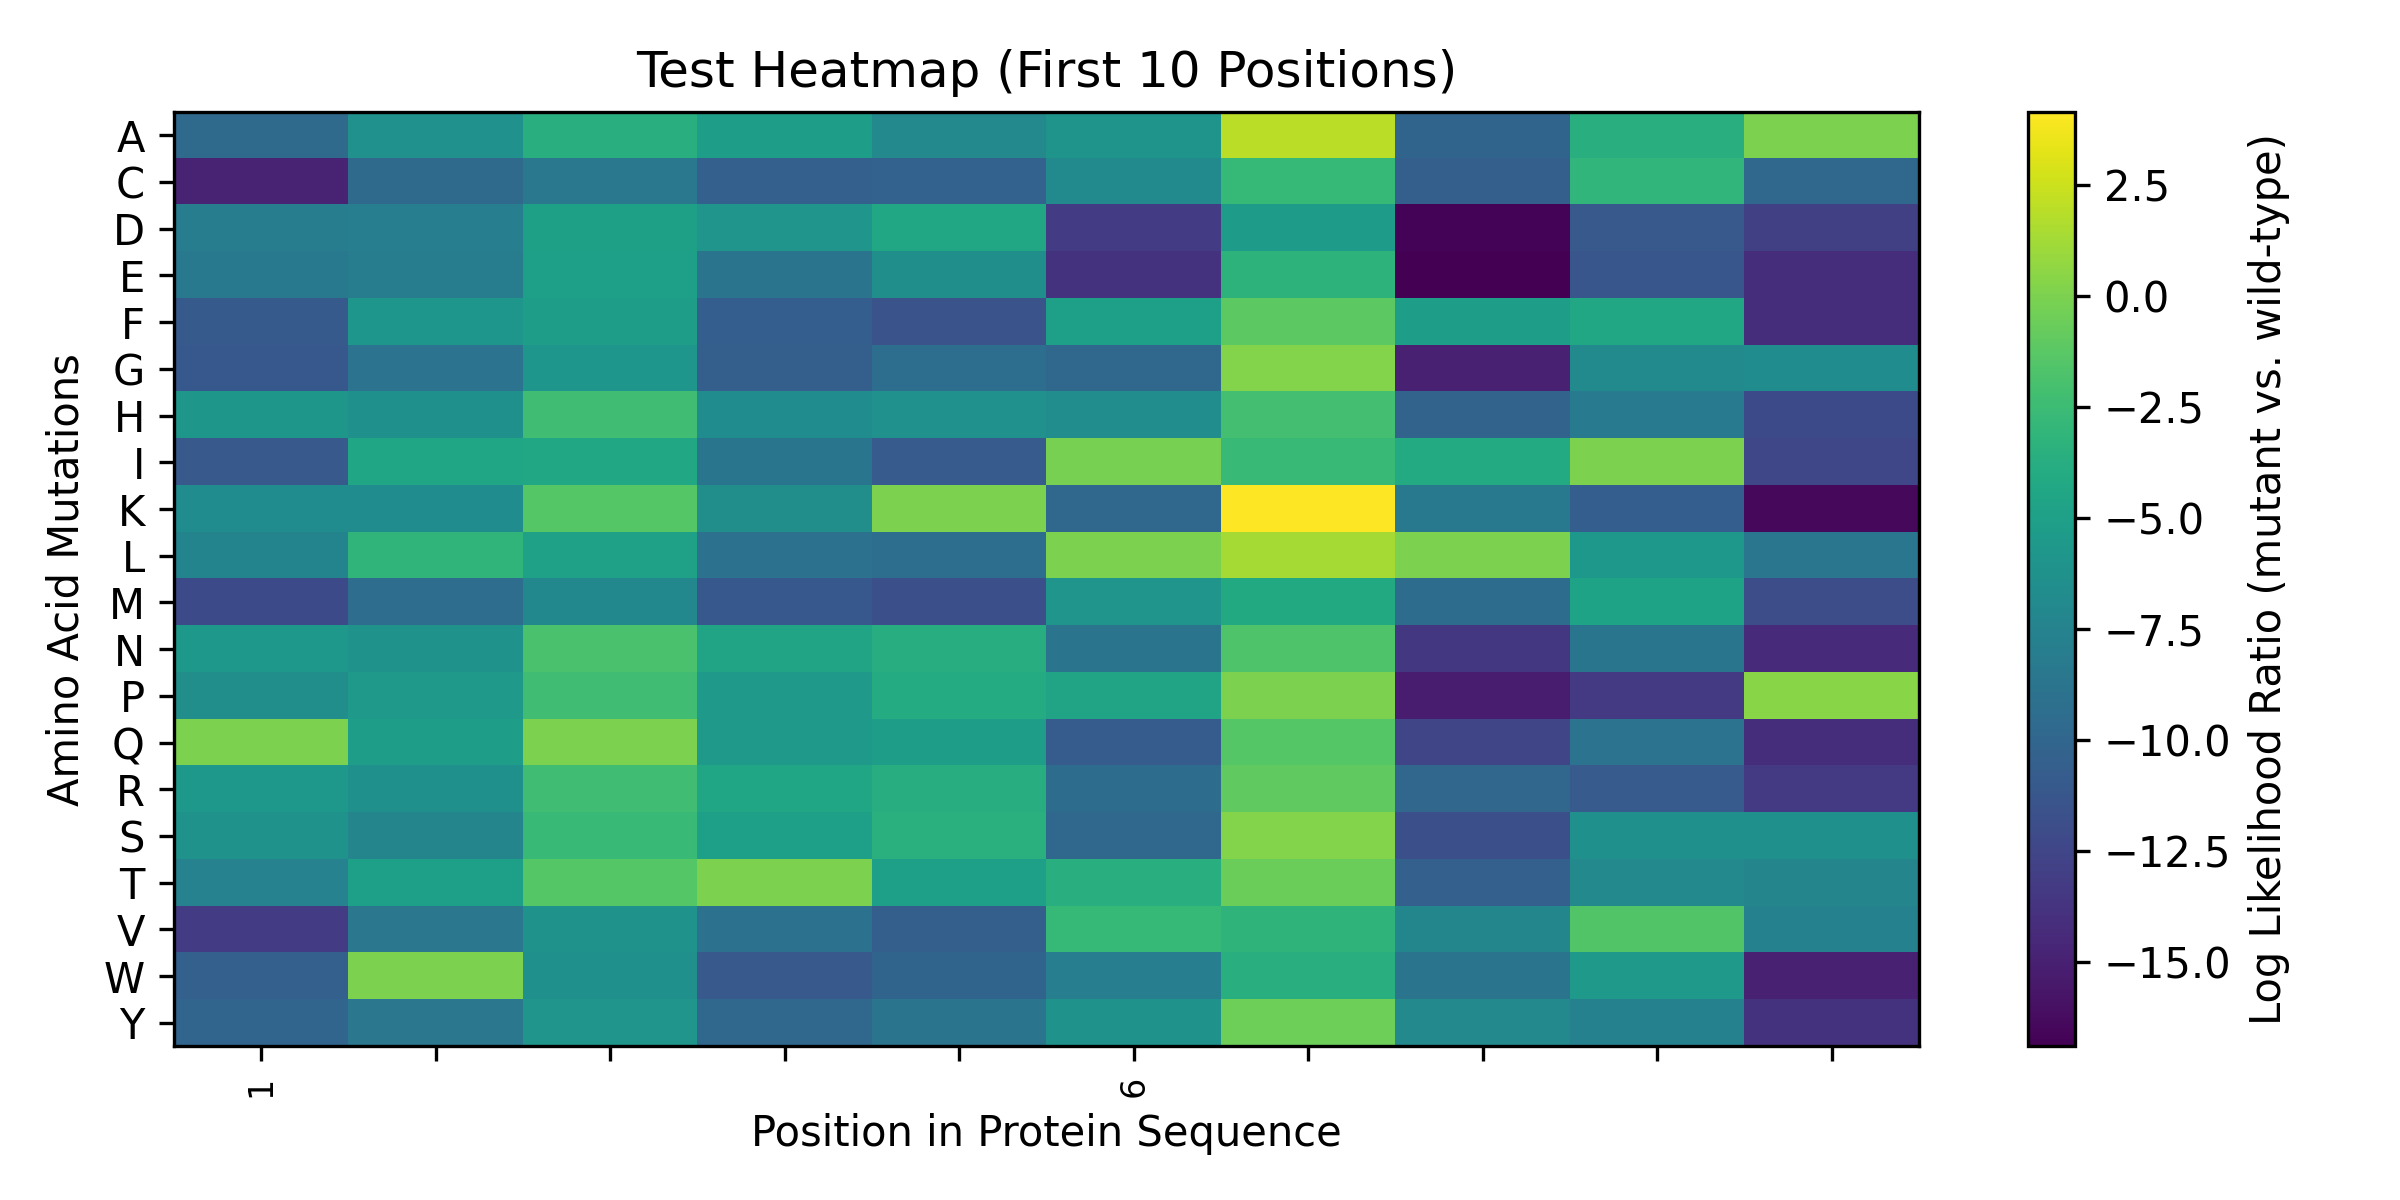 Test Heatmap (First 10 Positions)
A
C
D
E
F
G
H
I
K
L
M
N
P
Q
R
S
T
V
W
Y
Amino Acid Mutations
1
6
Position in Protein Sequence
2.5
0.0
−2.5
−5.0
−7.5
−10.0
−12.5
−15.0
Log Likelihood Ratio (mutant vs. wild-type)